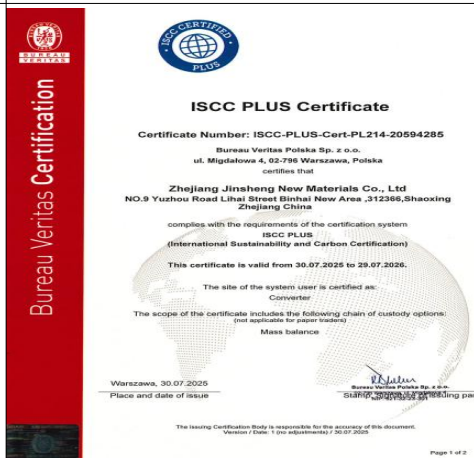 BUREAU
VERITAS
Bureau Veritas Certification
ISCC CERTIFIED
PLUS
ISCC PLUS Certificate
Certificate Number: ISCC-PLUS-Cert-PL214-20594285
Bureau Veritas Polska Sp. z o.o.
ul. Migdałowa 4, 02-796 Warszawa, Polska
certifies that
Zhejiang Jinsheng New Materials Co., Ltd
NO.9 Yuzhou Road Lihai Street Binhai New Area ,312366,Shaoxing
Zhejiang China
complies with the requirements of the certification system
ISCC PLUS
(International Sustainability and Carbon Certification)
This certificate is valid from 30.07.2025 to 29.07.2026.
The site of the system user is certified as:
Converter
The scope of the certificate includes the following chain of custody options:
(not applicable for paper traders)
Mass balance
Bureau Veritas Polska Sp. z o.o.
Warszawa, 30.07.2025
Place and date of issue
Stamp, Signature of issuing pa
The issuing Certification Body is responsible for the accuracy of this document.
Version / Date: 1 (no adjustments) / 30.07.2025
Page 1 of 2